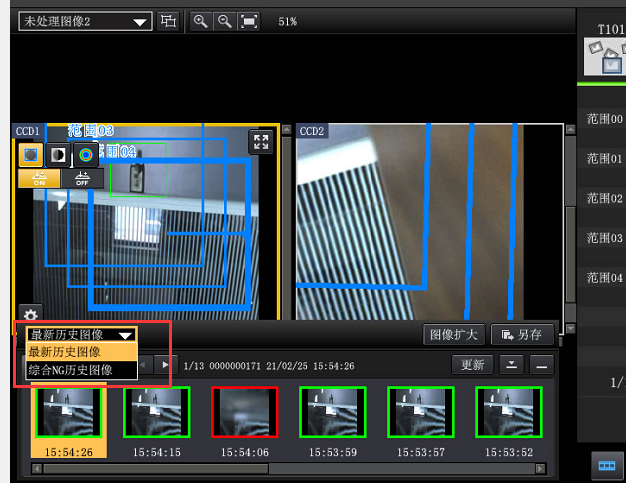 未处理图像2
51%
T101
CCD1
范围03
范围04
CCD2
ON
OFF
范围00
范围01
范围02
范围03
范围04
最新历史图像
图像扩大
另存
最新历史图像
综合NG历史图像
1/13 0000000171 21/02/25 15:54:26
更新
1/
15:54:26
15:54:15
15:54:06
15:53:59
15:53:57
15:53:52